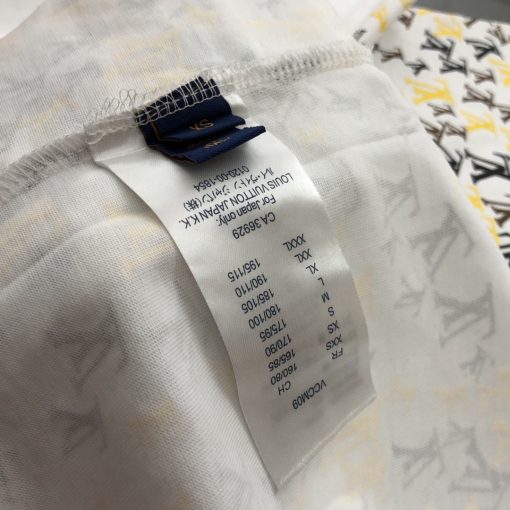 VCCM09
FR CH
XXS 160/80
XS 165/85
S 170/90
M 175/95
L 180/100
XL 185/105
XXL 190/110
XXXL 195/115
CA 36929
For Japan only:
LOUIS VUITTON JAPAN K.K.
ルイ・ヴィトン ジャパン(株)
0120-00-1854
XS